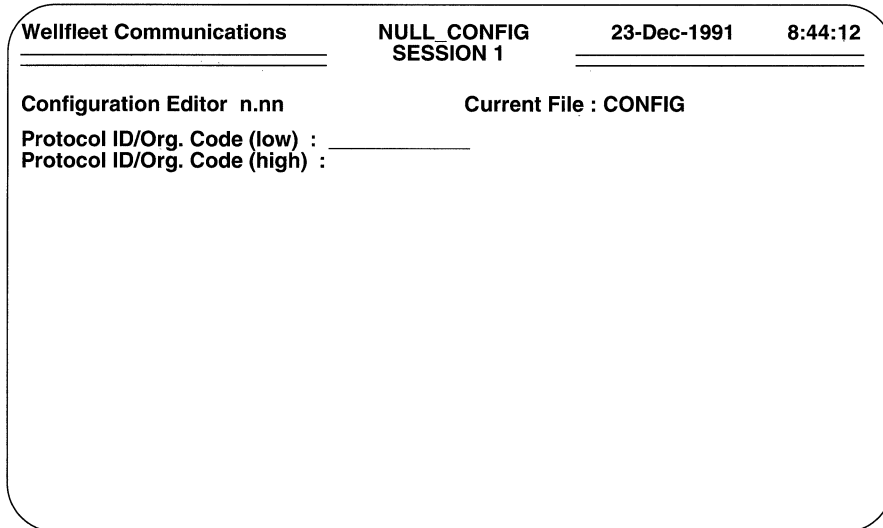 Wellfleet Communications NULL_CONFIG 23-Dec-1991 8:44:12
SESSION 1
Configuration Editor n.nn Current File : CONFIG
Protocol ID/Org. Code (low) : ____________
Protocol ID/Org. Code (high) :